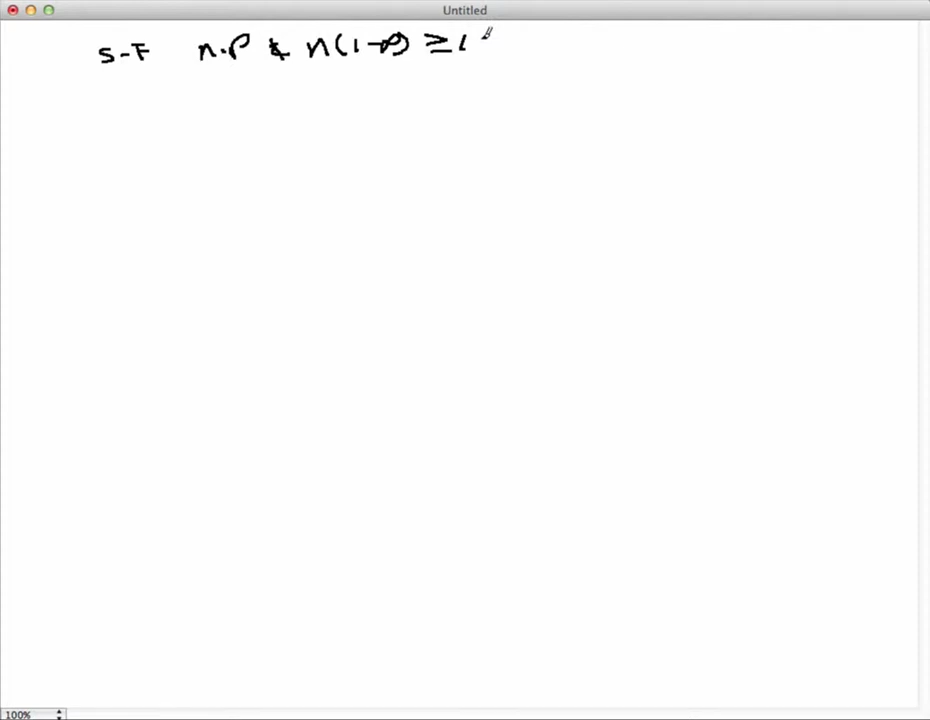 Untitled
S-F n.p & n(1-p) ≥ 1
100%